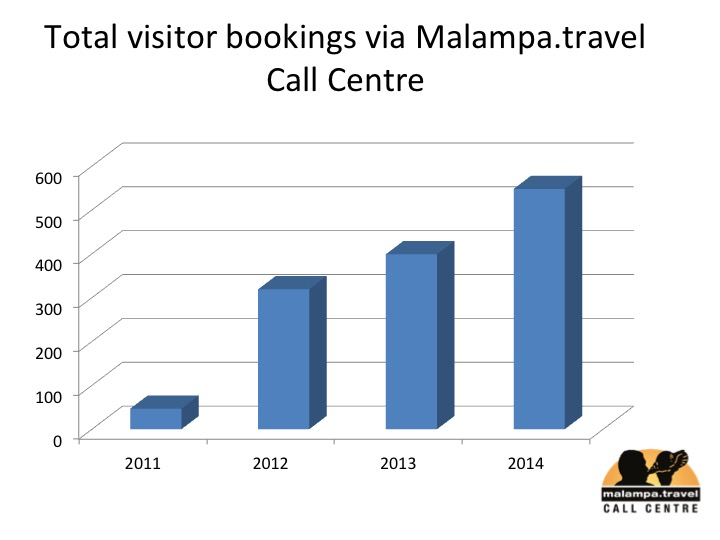 Total visitor bookings via Malampa.travel
Call Centre
600
500
400
300
200
100
0
2011 2012 2013 2014
malampa.travel
CALL CENTRE